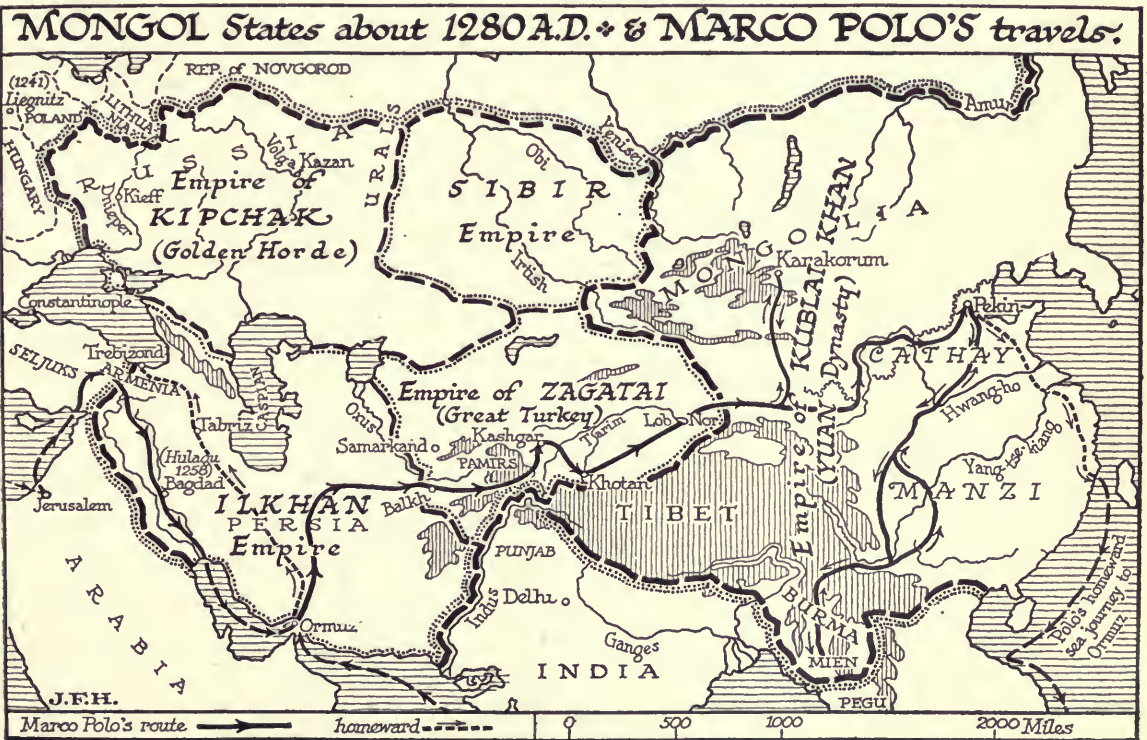 MONGOL States about 1280 A.D. & MARCO POLO'S travels.
REP. of NOVGOROD
(1241)
Liegnitz
POLAND
LITHUANIA
HUNGARY
RUSSIA
Volga
Kazan
Kieff
Dnieper
Empire of
KIPCHAK
(Golden Horde)
URALS
Obi
SIBIR
Empire
Irtish
Yenisei
Amur
MONGOLIA
Karakorum
Empire of KUBLAI KHAN
(YUAN Dynasty)
Pekin
CATHAY
Hwangho
Yang-tse-kiang
MANZI
Constantinople
SELJUKS
Trebizond
ARMENIA
CASPIAN
Tabriz
Oxus
Empire of ZAGATAI
(Great Turkey)
Samarkand
Kashgar
Tarim
Lob Nor
PAMIRS
Khotan
Balkh
(Hulagu
1258)
Bagdad
Jerusalem
ILKHAN
PERSIA
Empire
TIBET
PUNJAB
Indus
Delhi
Ganges
INDIA
BURMA
MIEN
PEGU
Ormuz
ARABIA
Polo's homeward
sea journey to
Ormuz
J.F.H.
Marco Polo's route
homeward
0 500 1000 2000 Miles